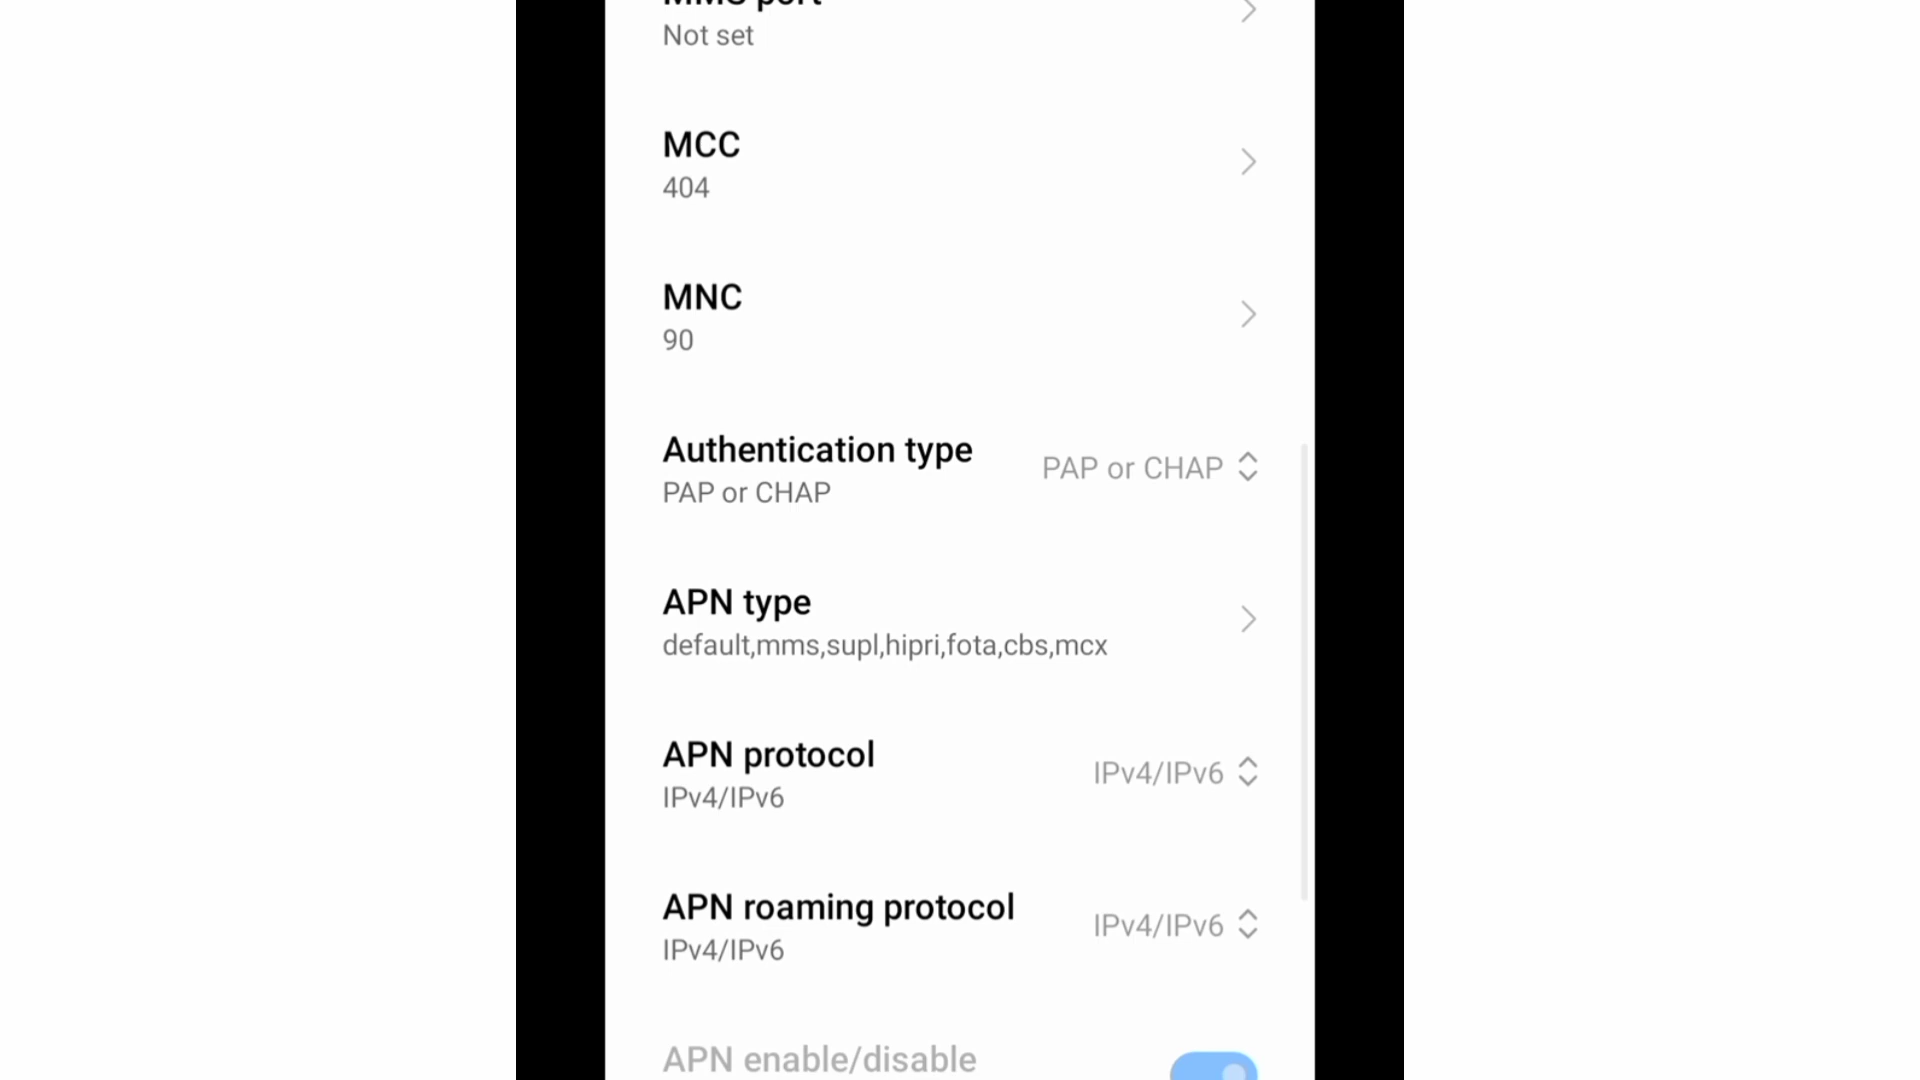 MMS port
Not set
MCC
404
MNC
90
Authentication type
PAP or CHAP
PAP or CHAP
APN type
default,mms,supl,hipri,fota,cbs,mcx
APN protocol
IPv4/IPv6
IPv4/IPv6
APN roaming protocol
IPv4/IPv6
IPv4/IPv6
APN enable/disable